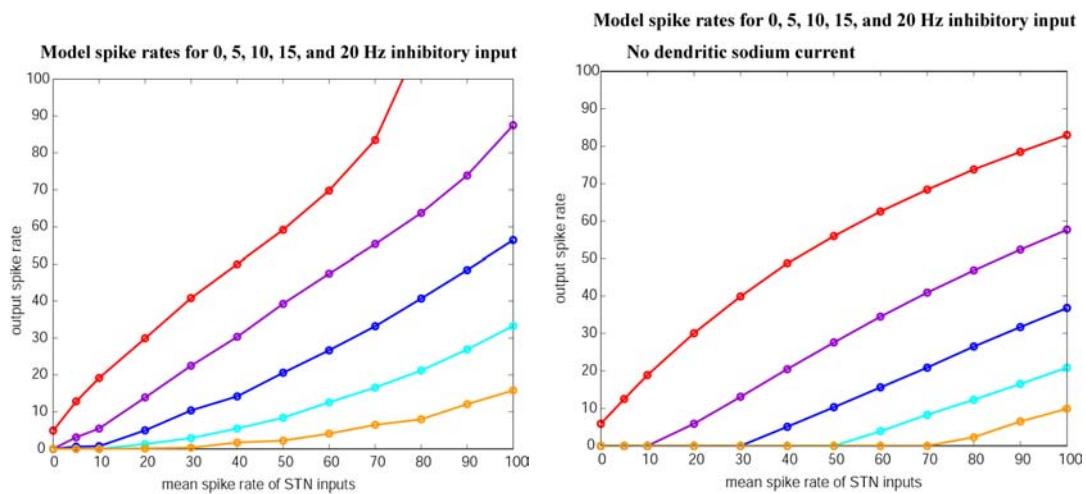 Model spike rates for 0, 5, 10, 15, and 20 Hz inhibitory input
100
90
80
70
60
50
40
30
20
10
0
output spike rate
0 10 20 30 40 50 60 70 80 90 100
mean spike rate of STN inputs
Model spike rates for 0, 5, 10, 15, and 20 Hz inhibitory input
No dendritic sodium current
100
90
80
70
60
50
40
30
20
10
0
output spike rate
0 10 20 30 40 50 60 70 80 90 100
mean spike rate of STN inputs